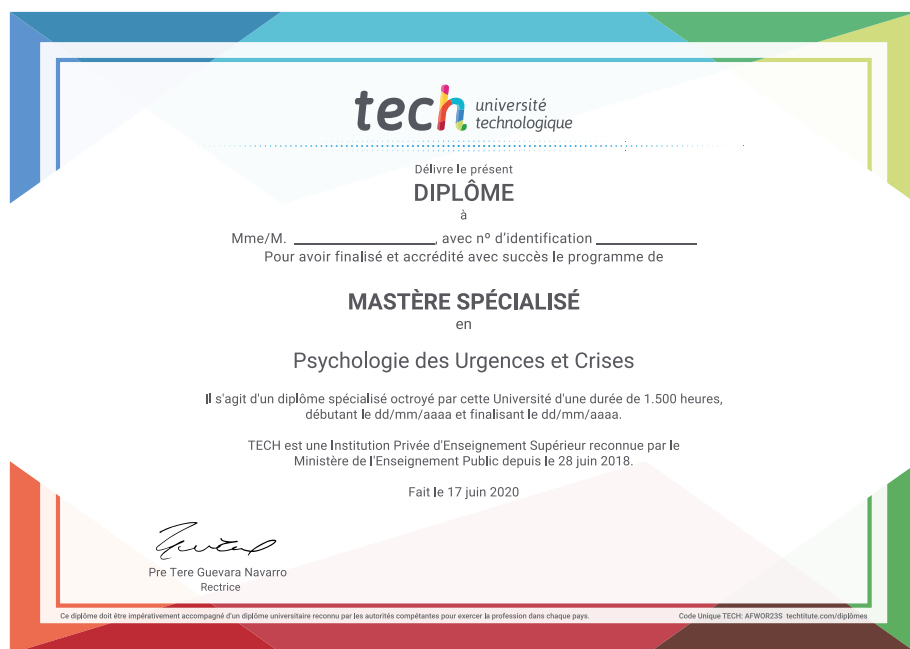 tech université
technologique
Délivre le présent
DIPLÔME
à
Mme/M. ____________, avec nº d'identification ____________
Pour avoir finalisé et accrédité avec succès le programme de
MASTÈRE SPÉCIALISÉ
en
Psychologie des Urgences et Crises
Il s'agit d'un diplôme spécialisé octroyé par cette Université d'une durée de 1.500 heures,
débutant le dd/mm/aaaa et finalisant le dd/mm/aaaa.
TECH est une Institution Privée d'Enseignement Supérieur reconnue par le
Ministère de l'Enseignement Public depuis le 28 juin 2018.
Fait le 17 juin 2020
Pre Tere Guevara Navarro
Rectrice
Ce diplôme doit être impérativement accompagné d'un diplôme universitaire reconnu par les autorités compétentes pour exercer la profession dans chaque pays.
Code Unique TECH: AFWOR23S techtitute.com/diplômes